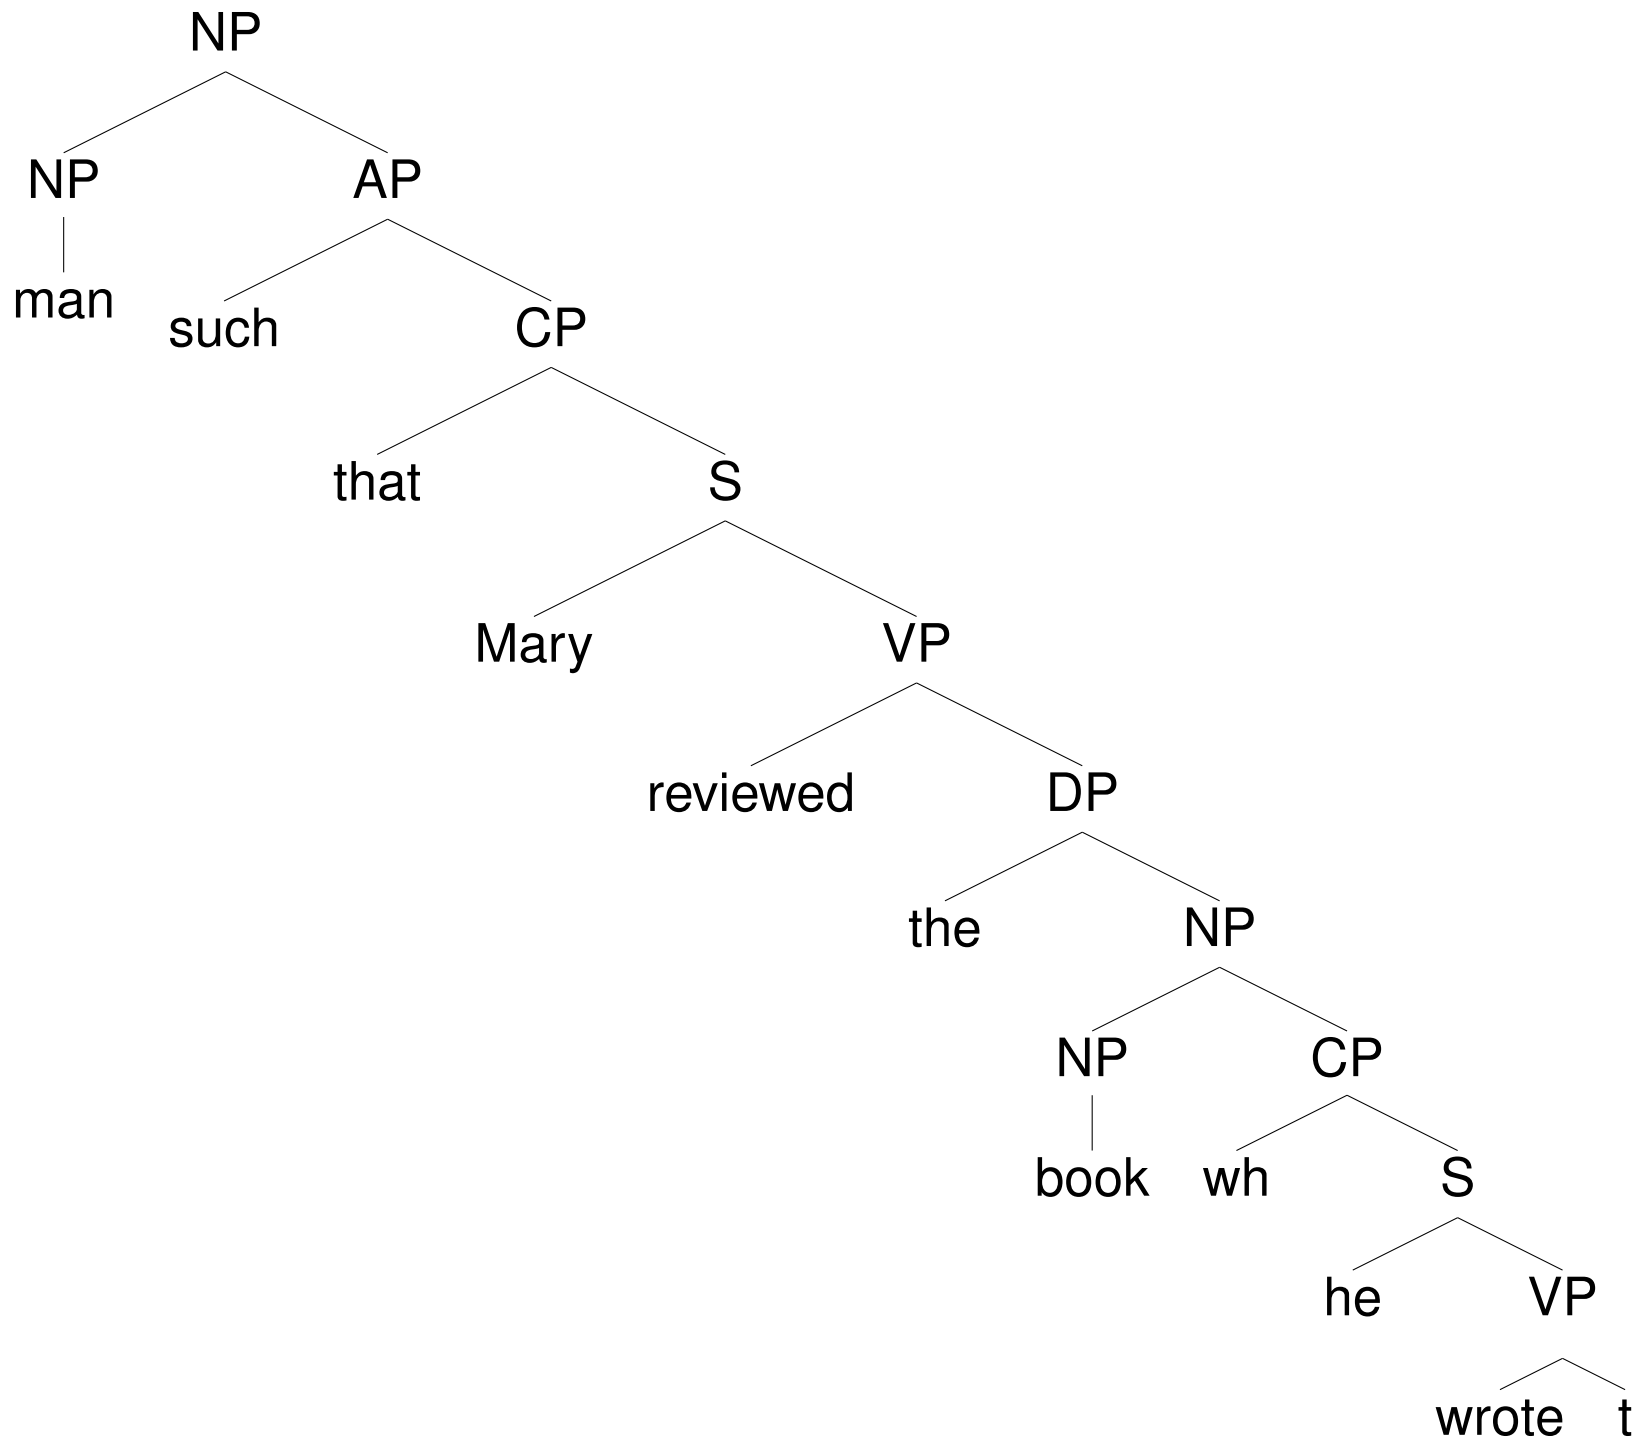 NP
NP AP
man such CP
that S
Mary VP
reviewed DP
the NP
NP CP
book wh S
he VP
wrote t